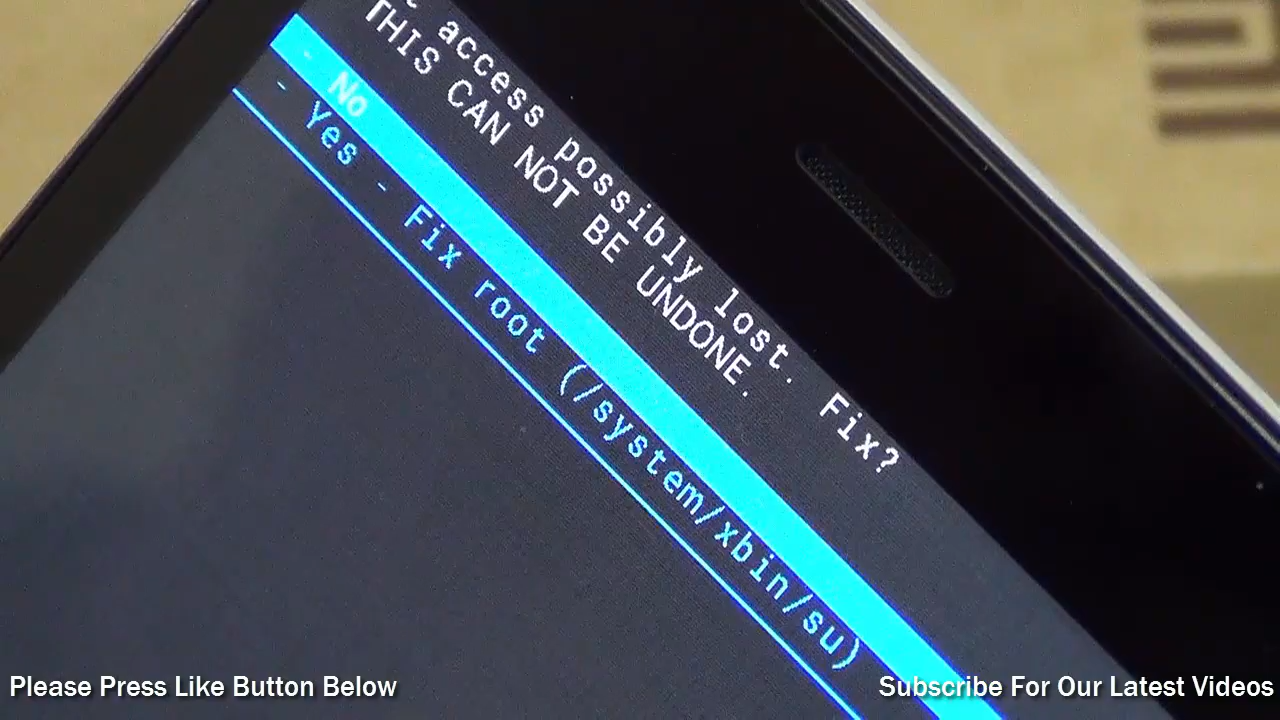 access possibly lost. Fix?
THIS CAN NOT BE UNDONE.
- No
- Yes - Fix root (/system/xbin/su)
Please Press Like Button Below
Subscribe For Our Latest Videos